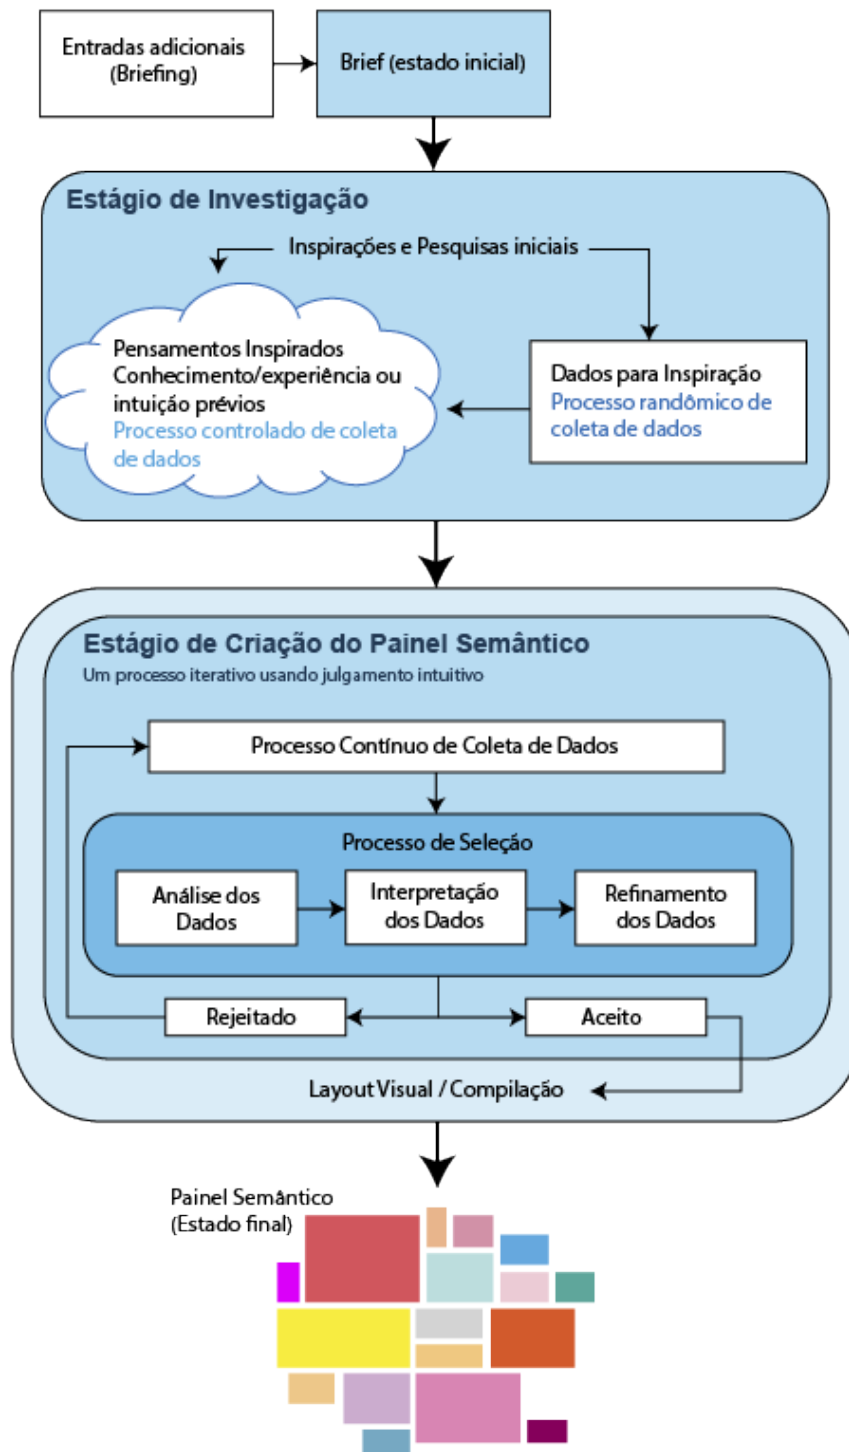 Entradas adicionais
(Briefing)
Brief (estado inicial)
Estágio de Investigação
Inspirações e Pesquisas iniciais
Pensamentos Inspirados
Conhecimento/experiência ou
intuição prévios
Processo controlado de coleta
de dados
Dados para Inspiração
Processo randômico de
coleta de dados
Estágio de Criação do Painel Semântico
Um processo iterativo usando julgamento intuitivo
Processo Contínuo de Coleta de Dados
Processo de Seleção
Análise dos
Dados
Interpretação
dos Dados
Refinamento
dos Dados
Rejeitado
Aceito
Layout Visual / Compilação
Painel Semântico
(Estado final)